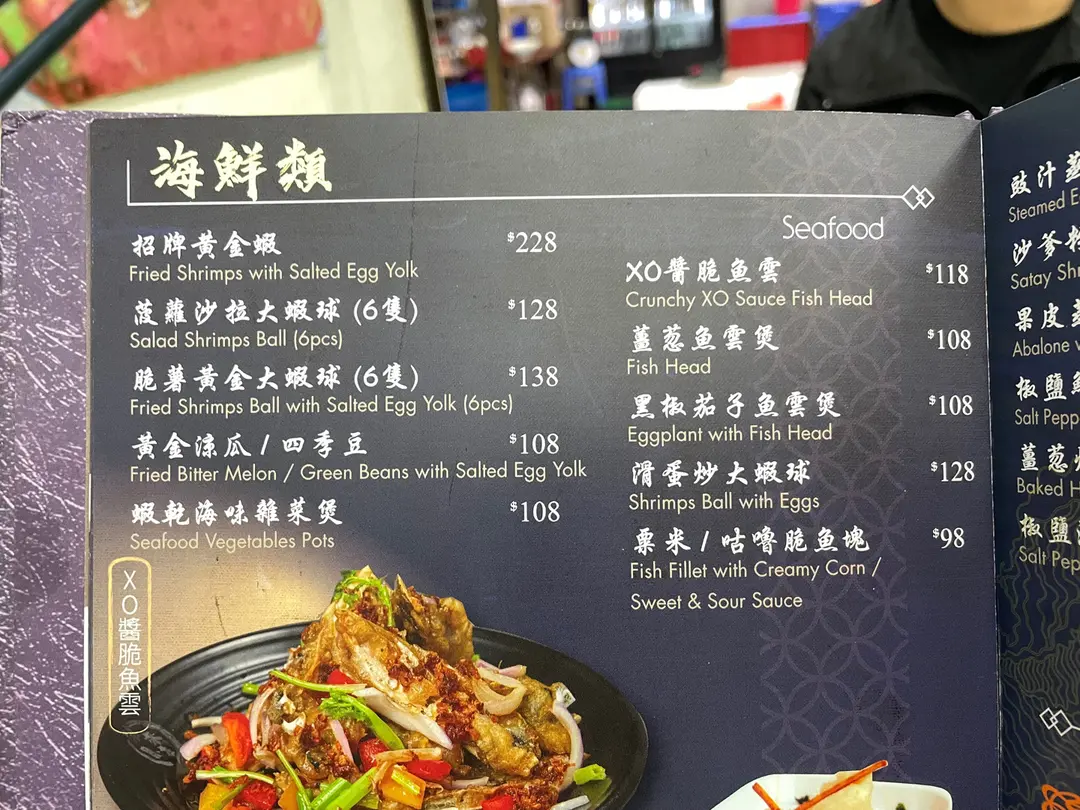 海鮮類
Seafood
招牌黃金蝦 $228
Fried Shrimps with Salted Egg Yolk
菠蘿沙拉大蝦球 (6隻) $128
Salad Shrimps Ball (6pcs)
脆薯黃金大蝦球 (6隻) $138
Fried Shrimps Ball with Salted Egg Yolk (6pcs)
黃金涼瓜 / 四季豆 $108
Fried Bitter Melon / Green Beans with Salted Egg Yolk
蝦乾海味雜菜煲 $108
Seafood Vegetables Pots
XO醬脆魚雲
XO醬脆魚雲 $118
Crunchy XO Sauce Fish Head
薑葱魚雲煲 $108
Fish Head
黑椒茄子魚雲煲 $108
Eggplant with Fish Head
滑蛋炒大蝦球 $128
Shrimps Ball with Eggs
粟米 / 咕嚕脆魚塊 $98
Fish Fillet with Creamy Corn /
Sweet & Sour Sauce
豉汁蒸
Steamed
沙爹粉
Satay
果皮蒸
Abalone
椒鹽鮮
Salt
薑葱
Baked
椒鹽
Salt